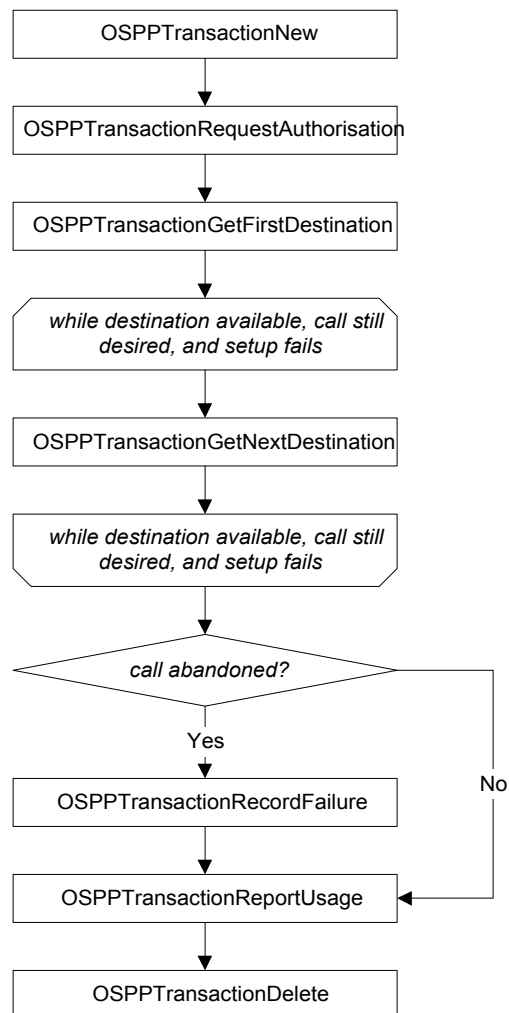 OSPPTransactionNew
OSPPTransactionRequestAuthorisation
OSPPTransactionGetFirstDestination
while destination available, call still
desired, and setup fails
OSPPTransactionGetNextDestination
while destination available, call still
desired, and setup fails
call abandoned?
Yes
No
OSPPTransactionRecordFailure
OSPPTransactionReportUsage
OSPPTransactionDelete